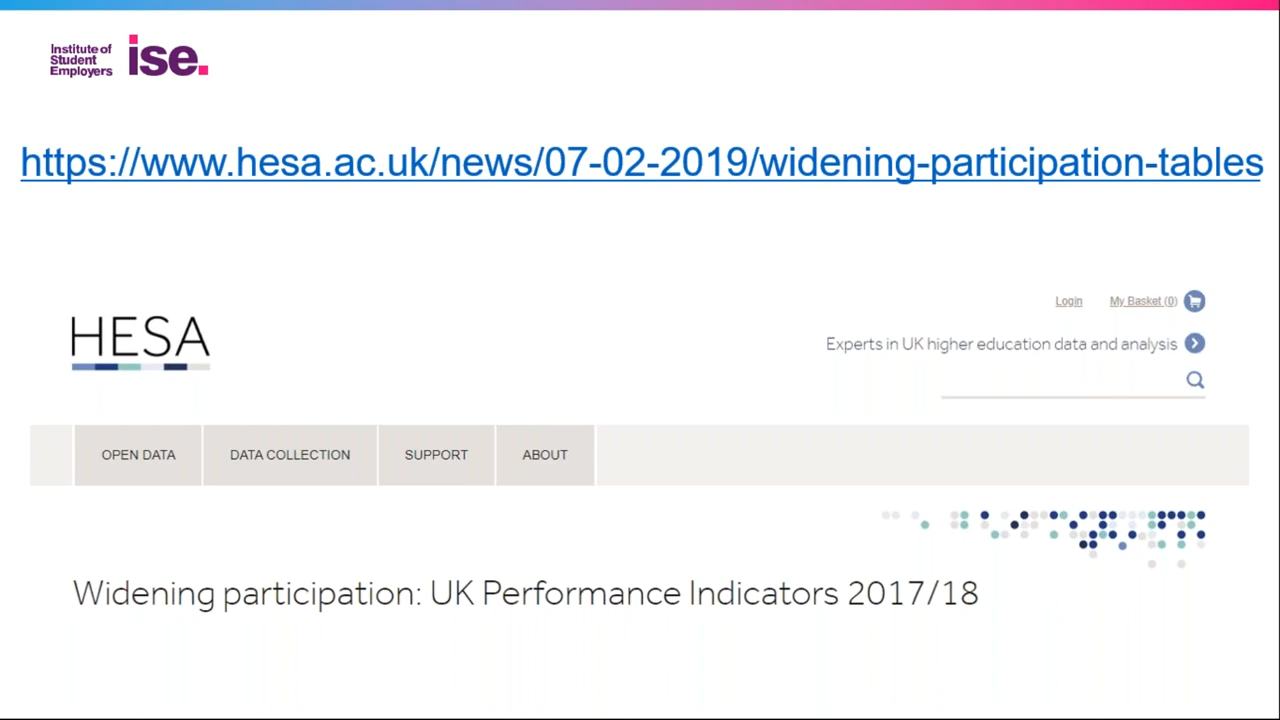 Institute of
Student
Employers
ise.
https://www.hesa.ac.uk/news/07-02-2019/widening-participation-tables
Login My Basket (0)
HESA
Experts in UK higher education data and analysis
OPEN DATA DATA COLLECTION SUPPORT ABOUT
Widening participation: UK Performance Indicators 2017/18